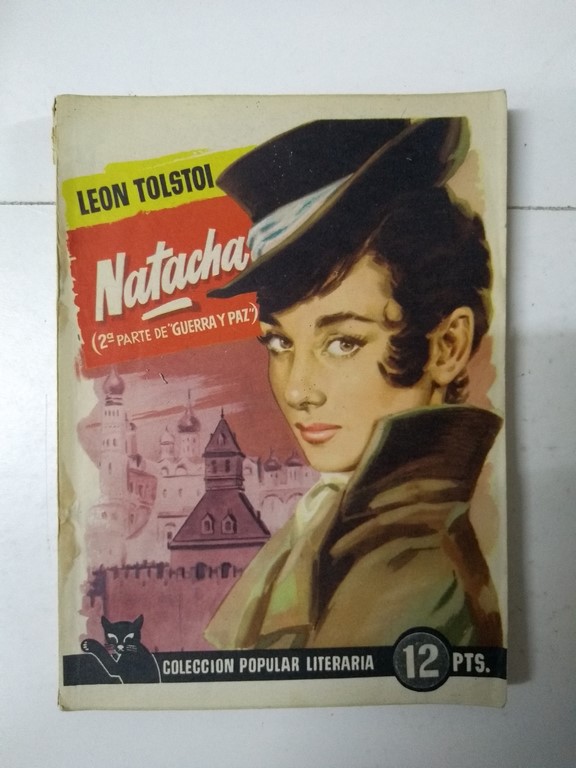 LEON TOLSTOI
Natacha
(2ª PARTE DE "GUERRA Y PAZ")
COLECCION POPULAR LITERARIA
12 PTS.